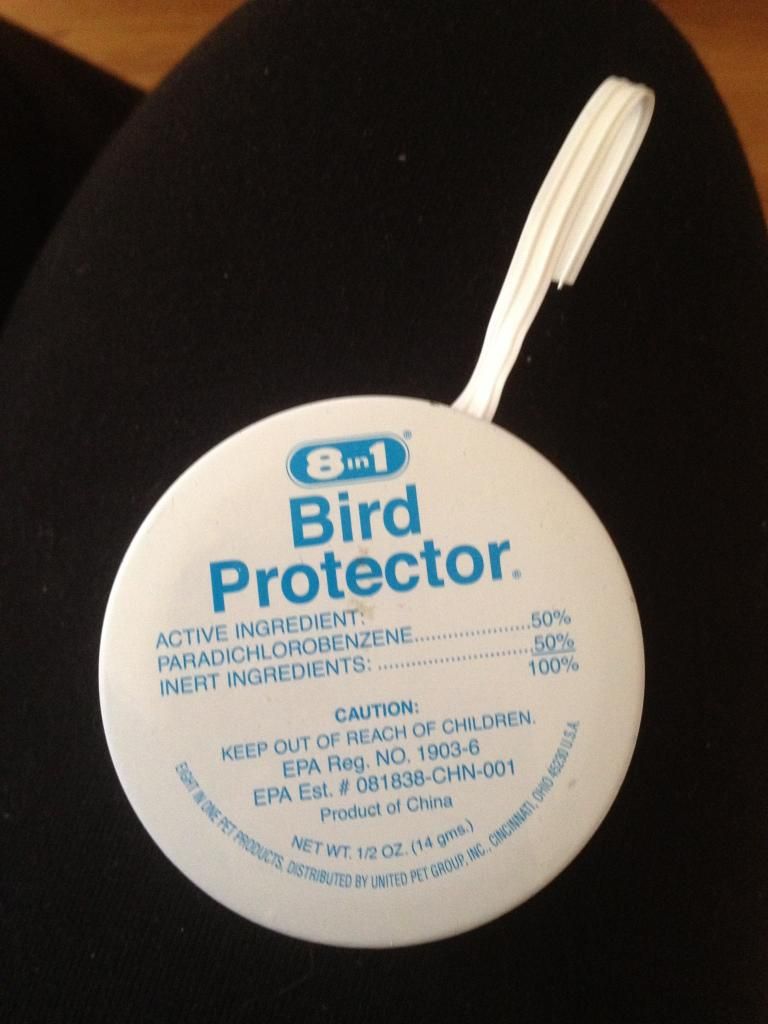 8in1®
Bird
Protector®
ACTIVE INGREDIENT:
PARADICHLOROBENZENE.....................50%
INERT INGREDIENTS: ...........................50%
100%
CAUTION:
KEEP OUT OF REACH OF CHILDREN.
EPA Reg. NO. 1903-6
EPA Est. # 081838-CHN-001
Product of China
NET WT. 1/2 OZ. (14 gms.)
EIGHT IN ONE PET PRODUCTS, DISTRIBUTED BY UNITED PET GROUP, INC., CINCINNATI, OHIO 45230 U.S.A.